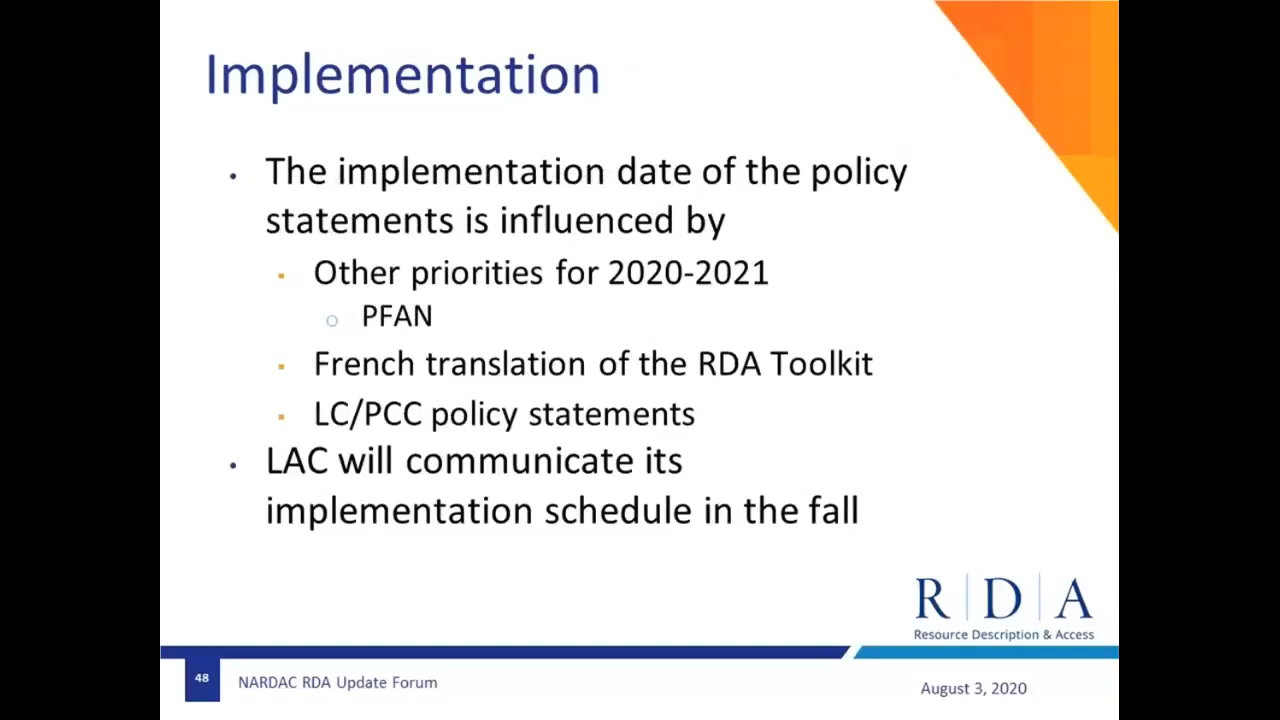 Implementation
• The implementation date of the policy
statements is influenced by
▪ Other priorities for 2020-2021
○ PFAN
▪ French translation of the RDA Toolkit
▪ LC/PCC policy statements
• LAC will communicate its
implementation schedule in the fall
R|D|A
Resource Description & Access
48
NARDAC RDA Update Forum
August 3, 2020